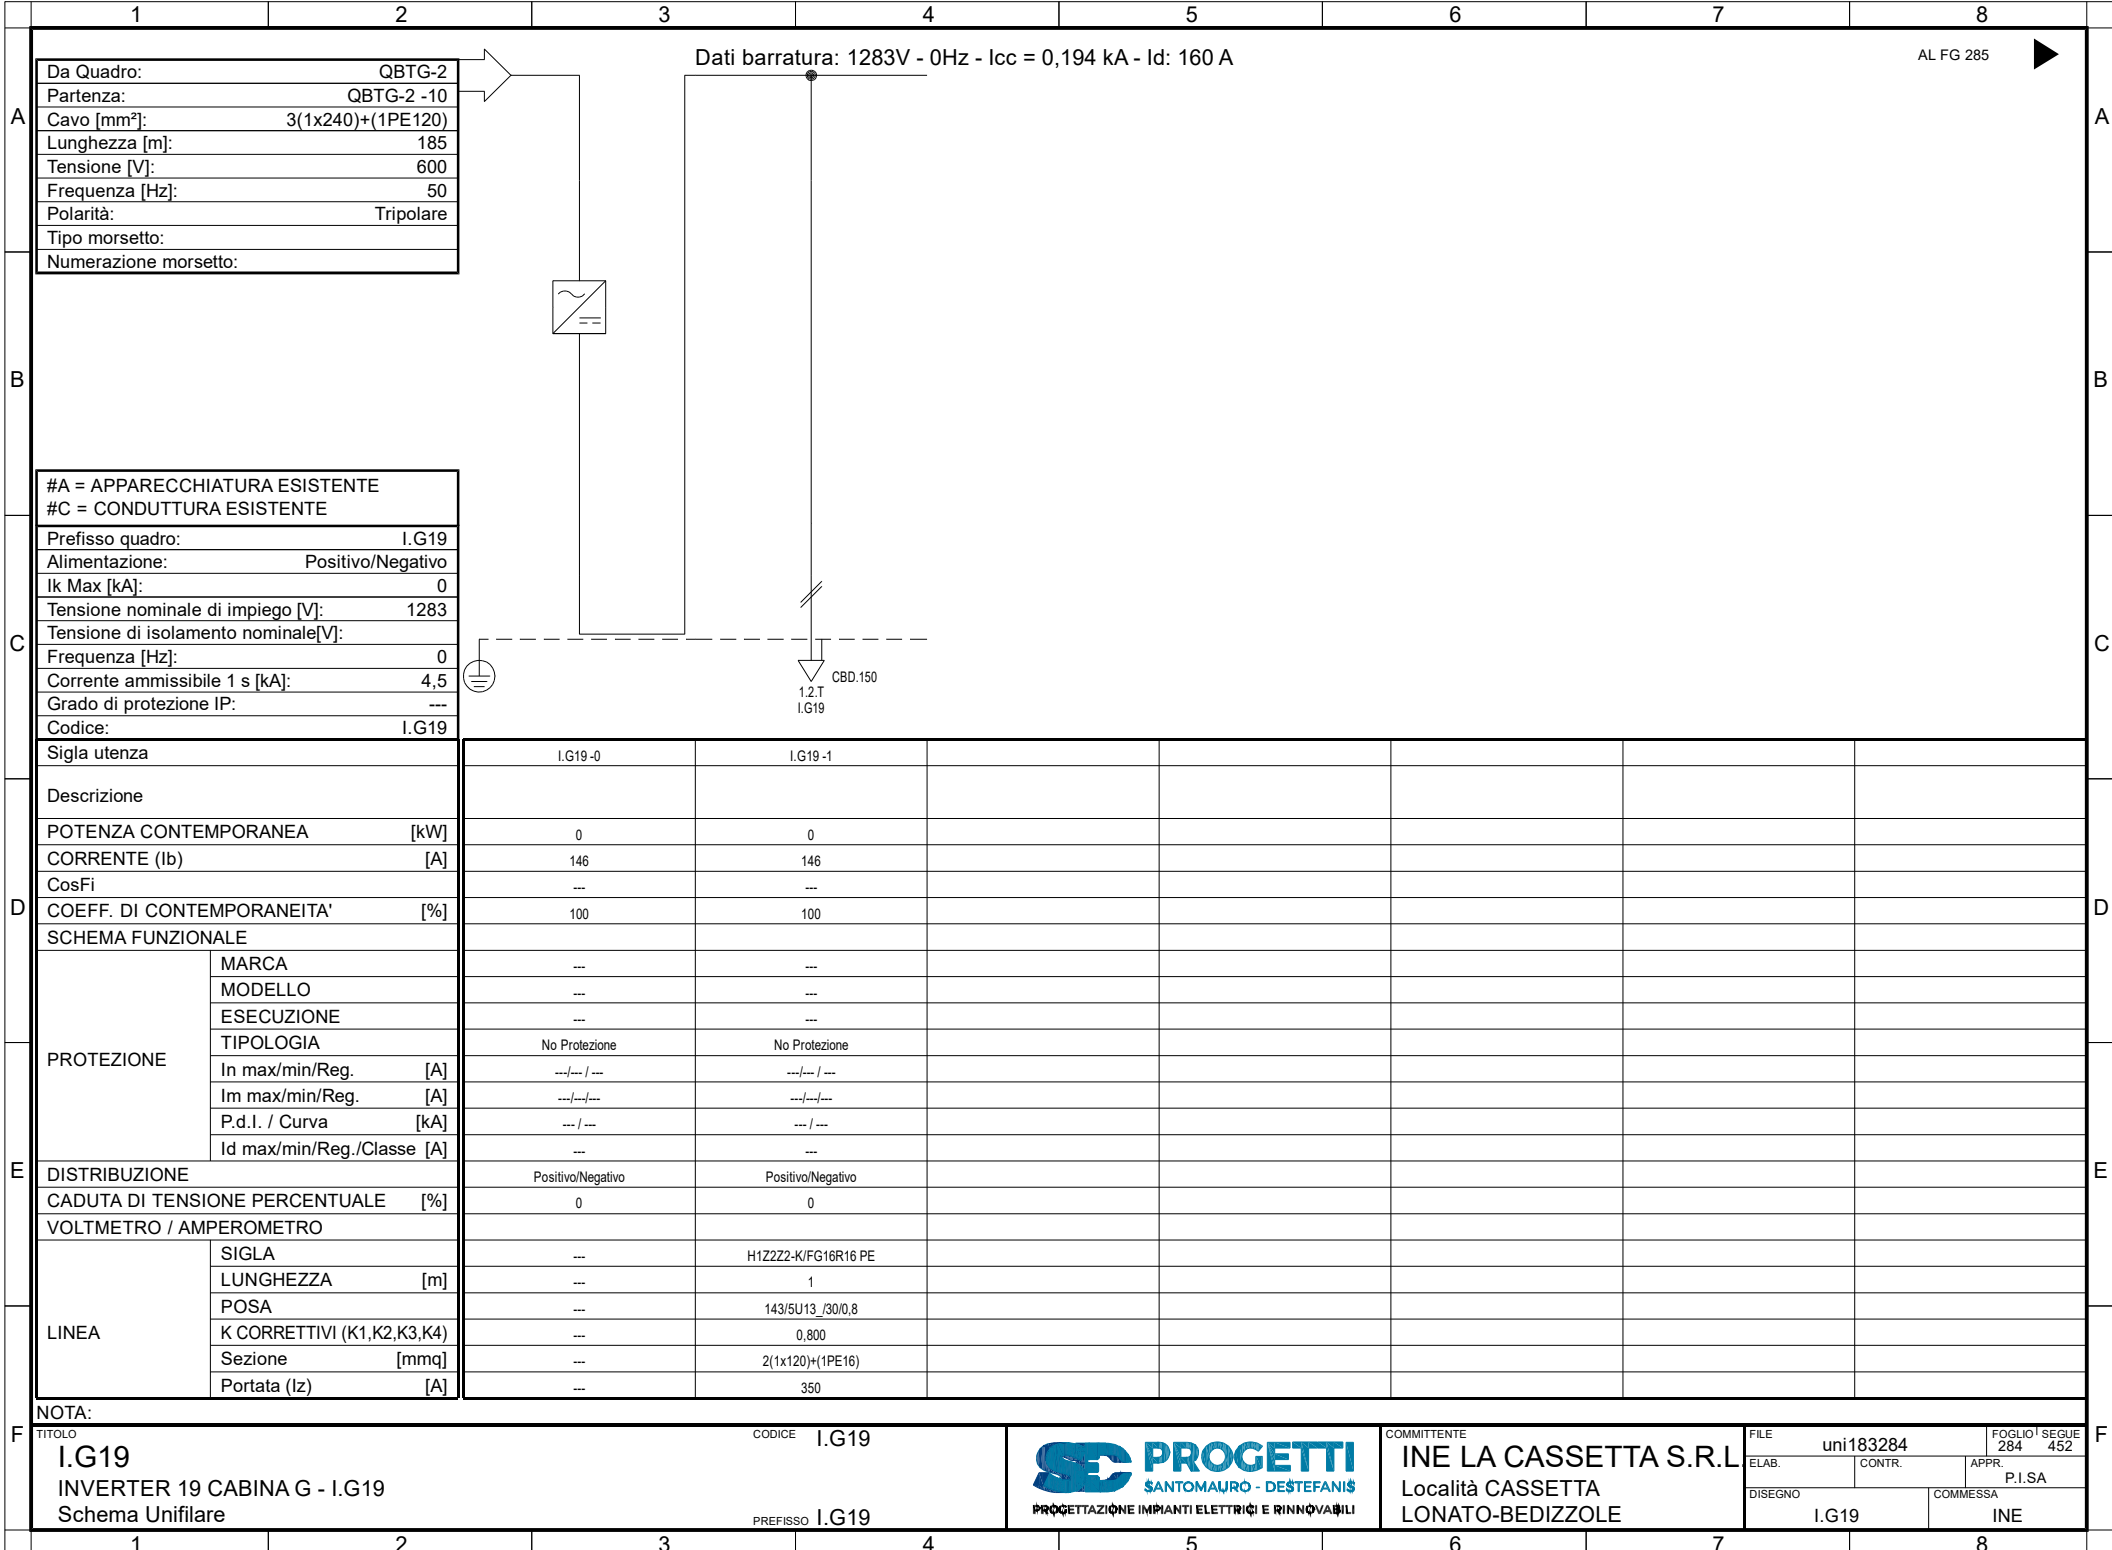 1 2 3 4 5 6 7 8
Dati barratura: 1283V - 0Hz - Icc = 0,194 kA - Id: 160 A
AL FG 285
Da Quadro: QBTG-2
Partenza: QBTG-2 -10
Cavo [mm²]: 3(1x240)+(1PE120)
Lunghezza [m]: 185
Tensione [V]: 600
Frequenza [Hz]: 50
Polarità: Tripolare
Tipo morsetto:
Numerazione morsetto:
A A
B B
#A = APPARECCHIATURA ESISTENTE
#C = CONDUTTURA ESISTENTE
Prefisso quadro: I.G19
Alimentazione: Positivo/Negativo
Ik Max [kA]: 0
Tensione nominale di impiego [V]: 1283
Tensione di isolamento nominale[V]:
Frequenza [Hz]: 0
Corrente ammissibile 1 s [kA]: 4,5
Grado di protezione IP: ---
Codice: I.G19
C C
CBD.150
1.2.T
I.G19
Sigla utenza I.G19 -0 I.G19 -1
Descrizione
POTENZA CONTEMPORANEA [kW] 0 0
CORRENTE (Ib) [A] 146 146
CosFi --- ---
D COEFF. DI CONTEMPORANEITA' [%] 100 100 D
SCHEMA FUNZIONALE
PROTEZIONE
MARCA --- ---
MODELLO --- ---
ESECUZIONE --- ---
TIPOLOGIA No Protezione No Protezione
In max/min/Reg. [A] ---/--- / --- ---/--- / ---
Im max/min/Reg. [A] ---/---/--- ---/---/---
P.d.I. / Curva [kA] --- / --- --- / ---
Id max/min/Reg./Classe [A] --- ---
E DISTRIBUZIONE Positivo/Negativo Positivo/Negativo E
CADUTA DI TENSIONE PERCENTUALE [%] 0 0
VOLTMETRO / AMPEROMETRO
LINEA
SIGLA --- H1Z2Z2-K/FG16R16 PE
LUNGHEZZA [m] --- 1
POSA --- 143/5U13_/30/0,8
K CORRETTIVI (K1,K2,K3,K4) --- 0,800
Sezione [mmq] --- 2(1x120)+(1PE16)
Portata (Iz) [A] --- 350
NOTA:
F F
TITOLO
I.G19
INVERTER 19 CABINA G - I.G19
Schema Unifilare
CODICE I.G19
PREFISSO I.G19
SD PROGETTI
SANTOMAURO - DESTEFANIS
PROGETTAZIONE IMPIANTI ELETTRICI E RINNOVABILI
COMMITTENTE
INE LA CASSETTA S.R.L.
Località CASSETTA
LONATO-BEDIZZOLE
FILE uni183284
FOGLIO 284 SEGUE 452
ELAB. CONTR. APPR. P.I.SA
DISEGNO I.G19
COMMESSA INE
1 2 3 4 5 6 7 8